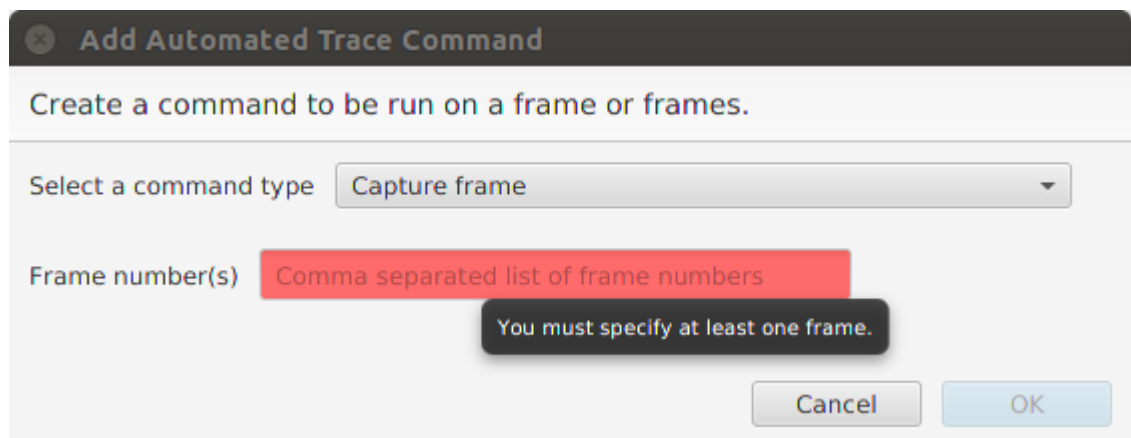 Add Automated Trace Command
Create a command to be run on a frame or frames.
Select a command type Capture frame
Frame number(s) Comma separated list of frame numbers
You must specify at least one frame.
Cancel OK